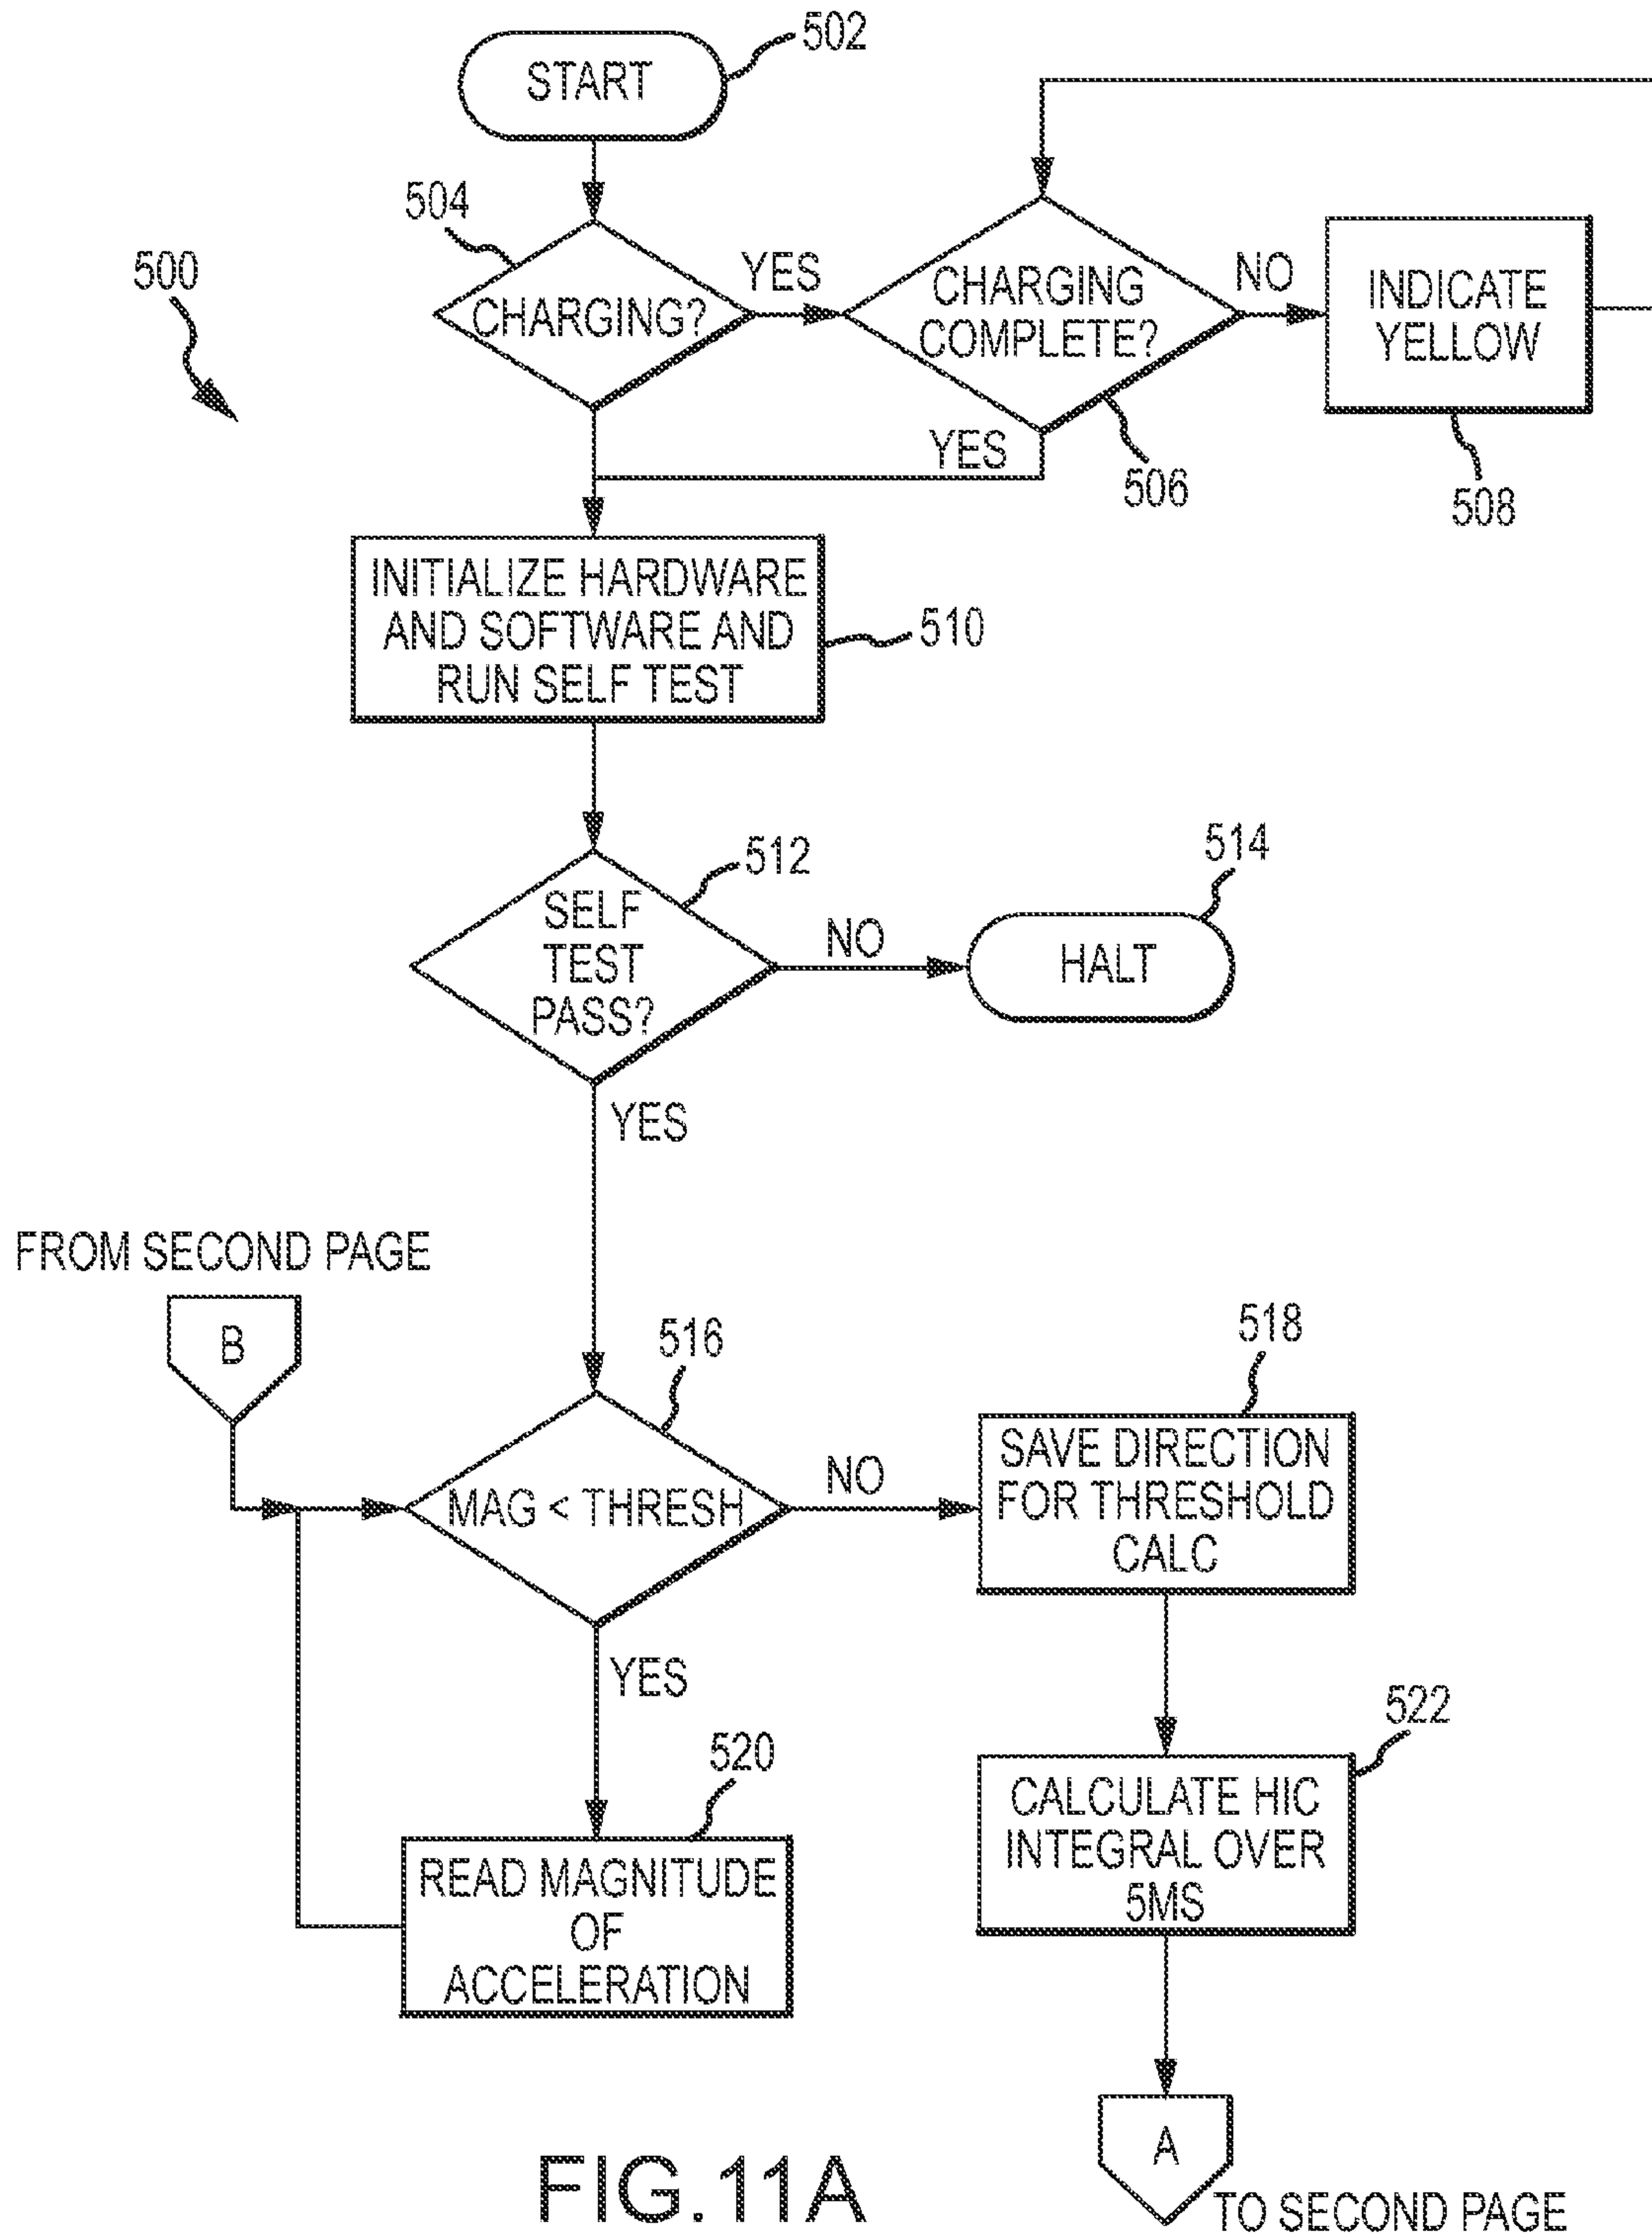 502
START
504
500
CHARGING?
YES
CHARGING
COMPLETE?
NO
INDICATE
YELLOW
YES
506
508
INITIALIZE HARDWARE
AND SOFTWARE AND
RUN SELF TEST
510
512
514
SELF
TEST
PASS?
NO
HALT
YES
FROM SECOND PAGE
B
516
518
MAG < THRESH
NO
SAVE DIRECTION
FOR THRESHOLD
CALC
YES
520
522
READ MAGNITUDE
OF
ACCELERATION
CALCULATE HIC
INTEGRAL OVER
5MS
A
TO SECOND PAGE
FIG.11A